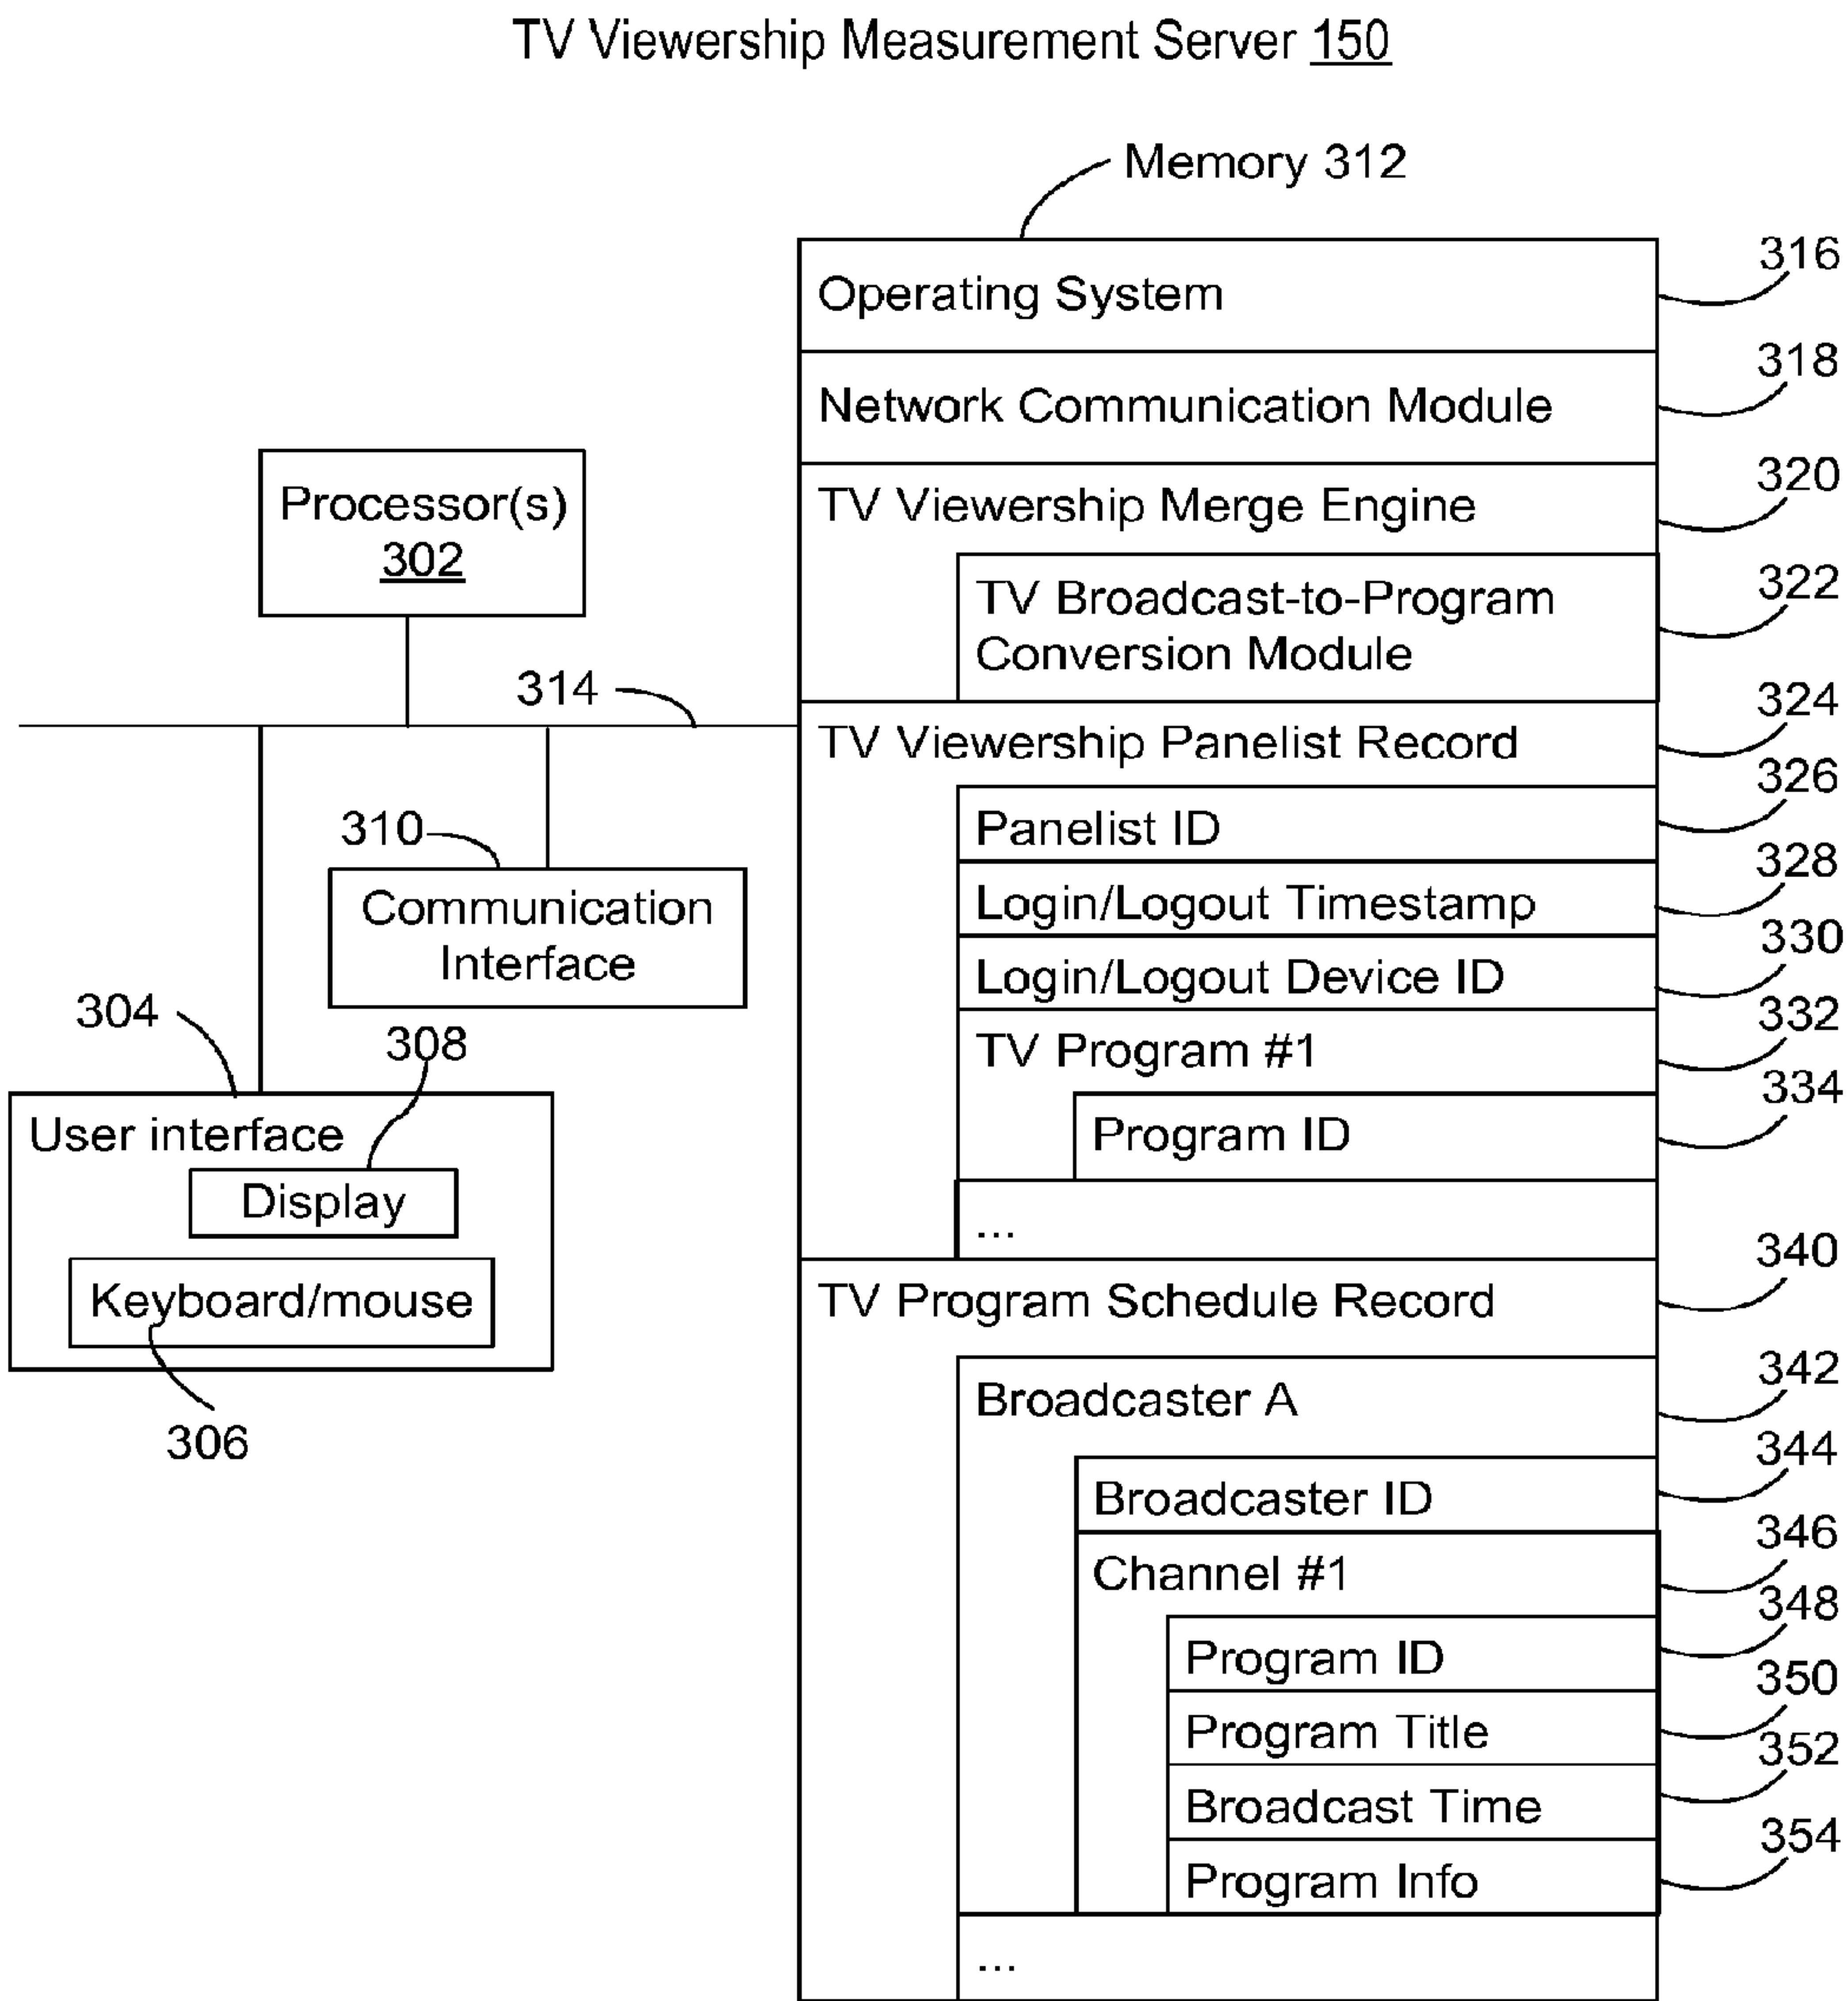 TV Viewership Measurement Server 150
Memory 312
Operating System
316
Network Communication Module
318
TV Viewership Merge Engine
320
TV Broadcast-to-Program
Conversion Module
322
Processor(s)
302
314
TV Viewership Panelist Record
324
Panelist ID
326
Login/Logout Timestamp
328
Login/Logout Device ID
330
TV Program #1
332
Program ID
334
...
310
Communication
Interface
304
308
User interface
Display
Keyboard/mouse
306
TV Program Schedule Record
340
Broadcaster A
342
Broadcaster ID
344
Channel #1
346
Program ID
348
Program Title
350
Broadcast Time
352
Program Info
354
...